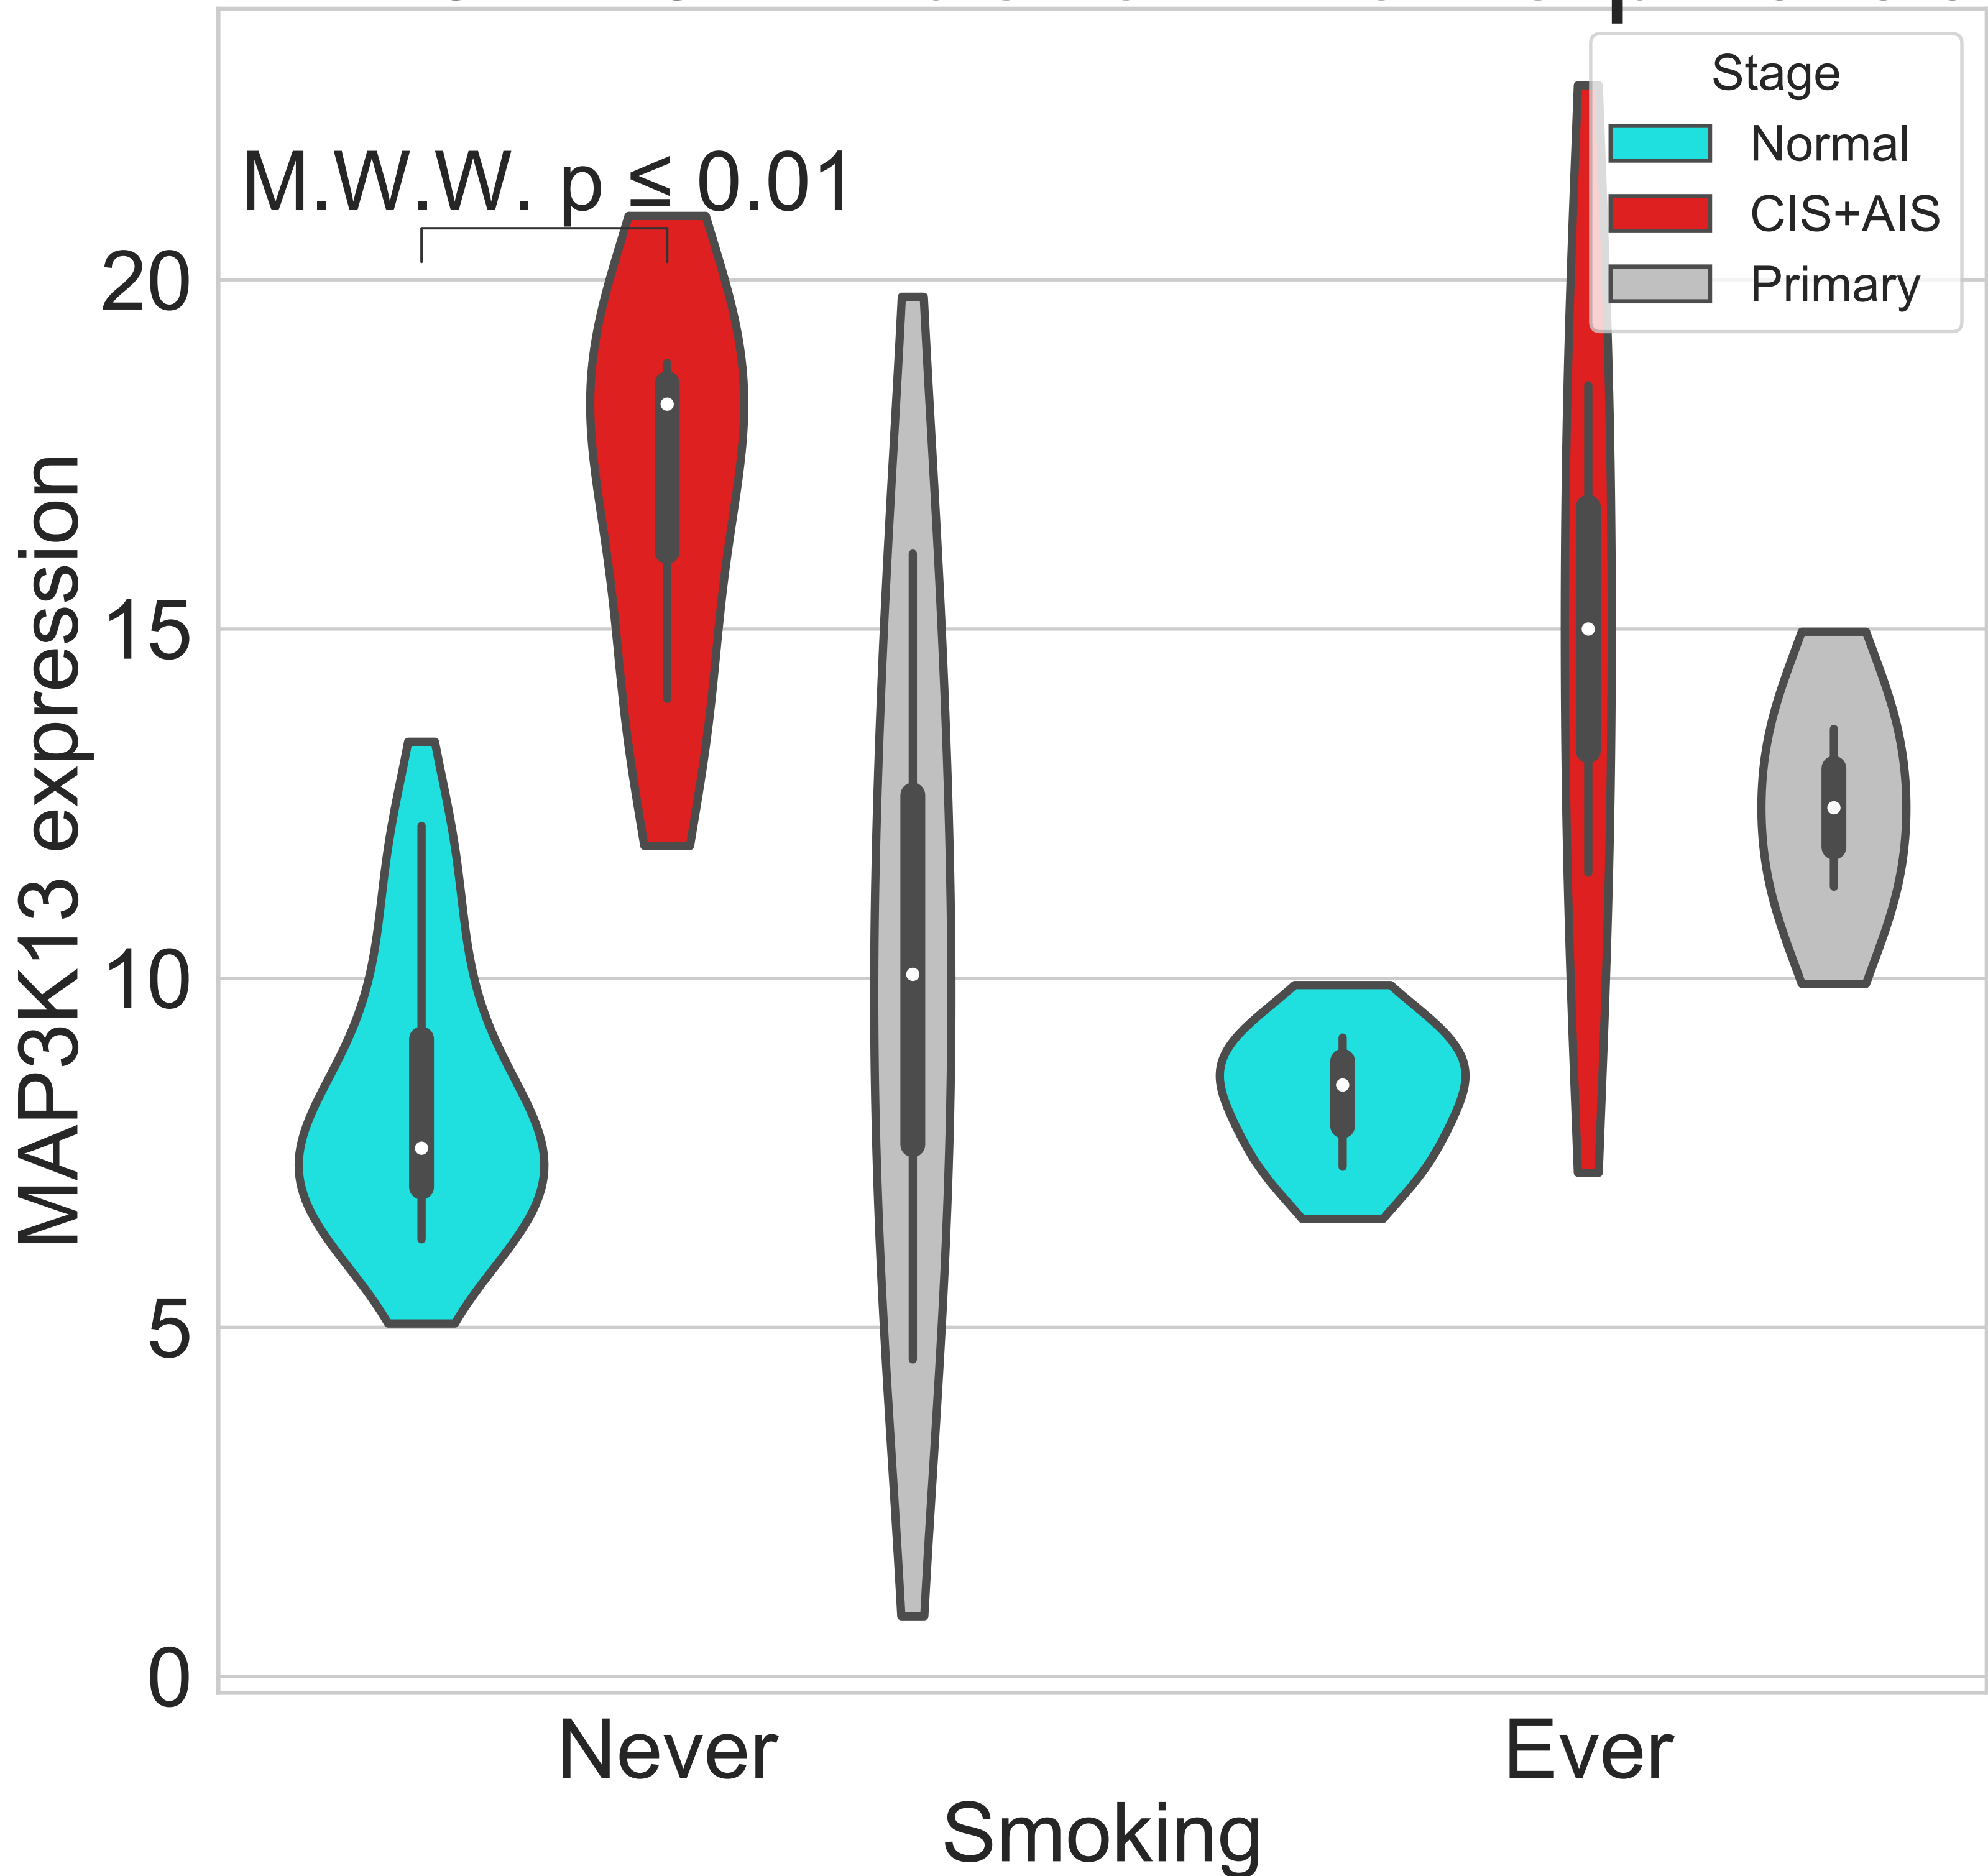 Stage
Normal
CIS+AIS
Primary
M.W.W. p ≤ 0.01
MAP3K13 expression
20
15
10
5
0
Never
Ever
Smoking